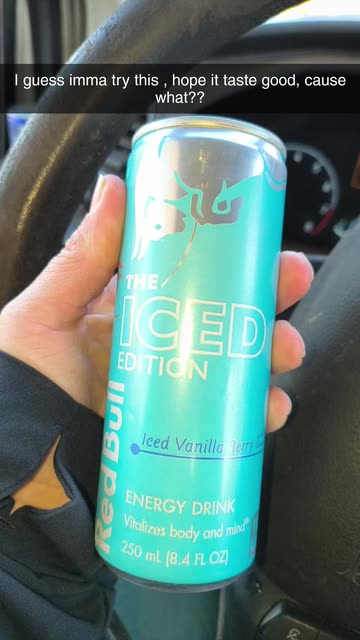 I guess imma try this , hope it taste good, cause
what??
THE
ICED
EDITION
Red Bull
Iced Vanilla Berry
ENERGY DRINK
Vitalizes body and mind®
250 mL (8.4 FL OZ)